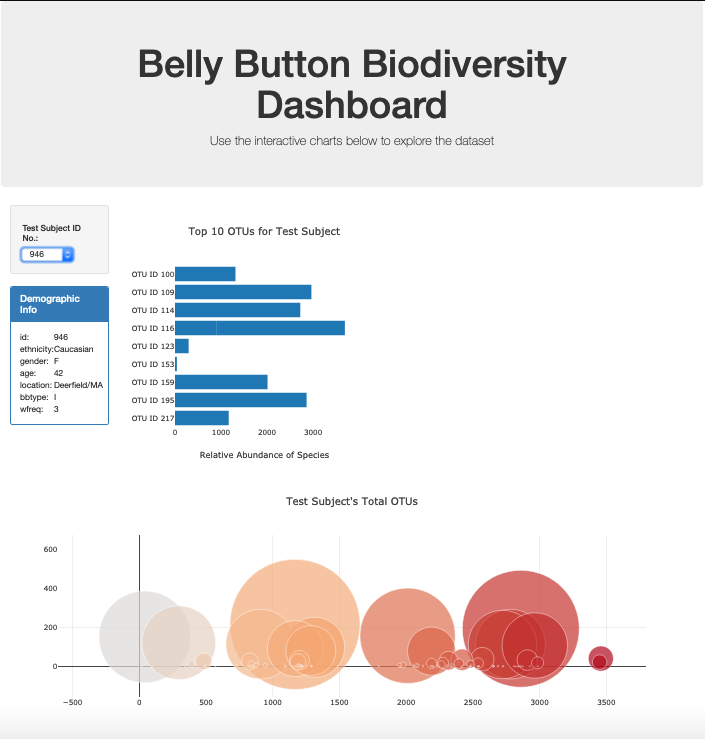 Belly Button Biodiversity
Dashboard
Use the interactive charts below to explore the dataset
Test Subject ID
No.:
946
Demographic
Info
id: 946
ethnicity:Caucasian
gender: F
age: 42
location: Deerfield/MA
bbtype: I
wfreq: 3
Top 10 OTUs for Test Subject
OTU ID 100
OTU ID 109
OTU ID 114
OTU ID 116
OTU ID 123
OTU ID 153
OTU ID 159
OTU ID 195
OTU ID 217
0 1000 2000 3000
Relative Abundance of Species
Test Subject's Total OTUs
600
400
200
0
−500 0 500 1000 1500 2000 2500 3000 3500